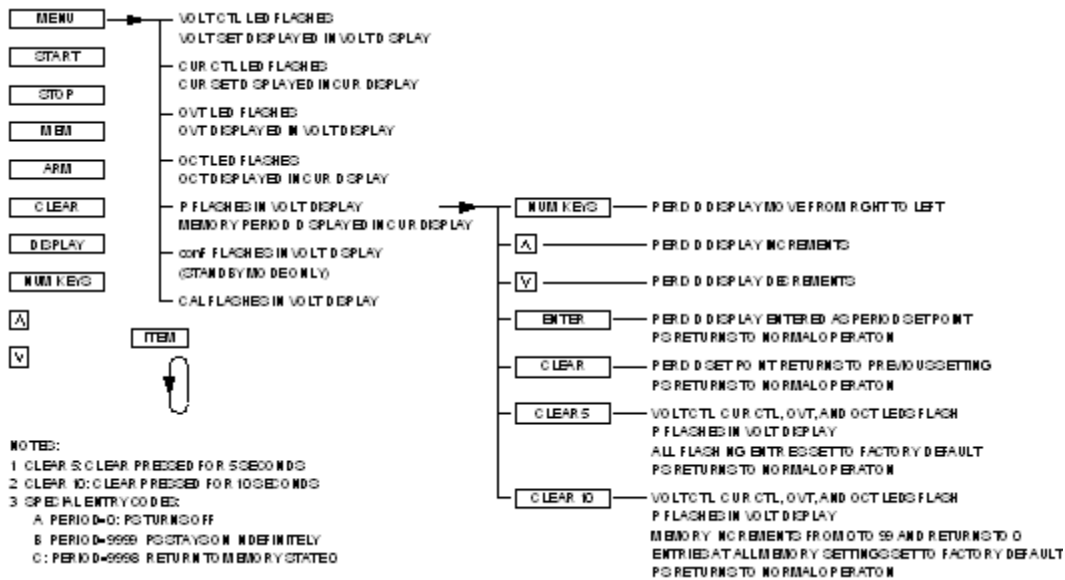 MENU
START
STOP
MEM
ARM
CLEAR
DISPLAY
NUM KEYS
Λ
V
ITEM
VOLT CTL LED FLASHES
VOLT SET DISPLAYED IN VOLT DISPLAY
CUR CTL LED FLASHES
CUR SET DISPLAYED IN CUR DISPLAY
OVT LED FLASHES
OVT DISPLAYED IN VOLT DISPLAY
OCT LED FLASHES
OCT DISPLAYED IN CUR DISPLAY
P FLASHES IN VOLT DISPLAY
MEMORY PERIOD DISPLAYED IN CUR DISPLAY
conF FLASHES IN VOLT DISPLAY
(STANDBY MODE ONLY)
CAL FLASHES IN VOLT DISPLAY
NUM KEYS
PERIOD DISPLAY MOVE FROM RIGHT TO LEFT
Λ
PERIOD DISPLAY INCREMENTS
V
PERIOD DISPLAY DECREMENTS
ENTER
PERIOD DISPLAY ENTERED AS PERIOD SET POINT
PS RETURNS TO NORMAL OPERATION
CLEAR
PERIOD SET POINT RETURNS TO PREVIOUS SETTING
PS RETURNS TO NORMAL OPERATION
CLEAR 5
VOLT CTL CUR CTL, OVT, AND OCT LEDS FLASH
P FLASHES IN VOLT DISPLAY
ALL FLASHING ENTRIES SET TO FACTORY DEFAULT
PS RETURNS TO NORMAL OPERATION
CLEAR 10
VOLT CTL CUR CTL, OVT, AND OCT LEDS FLASH
P FLASHES IN VOLT DISPLAY
MEMORY INCREMENTS FROM 0 TO 99 AND RETURNS TO 0
ENTRIES AT ALL MEMORY SETTINGS SET TO FACTORY DEFAULT
PS RETURNS TO NORMAL OPERATION
NOTES:
1 CLEAR 5: CLEAR PRESSED FOR 5 SECONDS
2 CLEAR 10: CLEAR PRESSED FOR 10 SECONDS
3 SPECIAL ENTRY CODES:
A PERIOD=0: PS TURNS OFF
B PERIOD=9999 PS STAYS ON INDEFINITELY
C: PERIOD=9998 RETURN TO MEMORY STATE 0